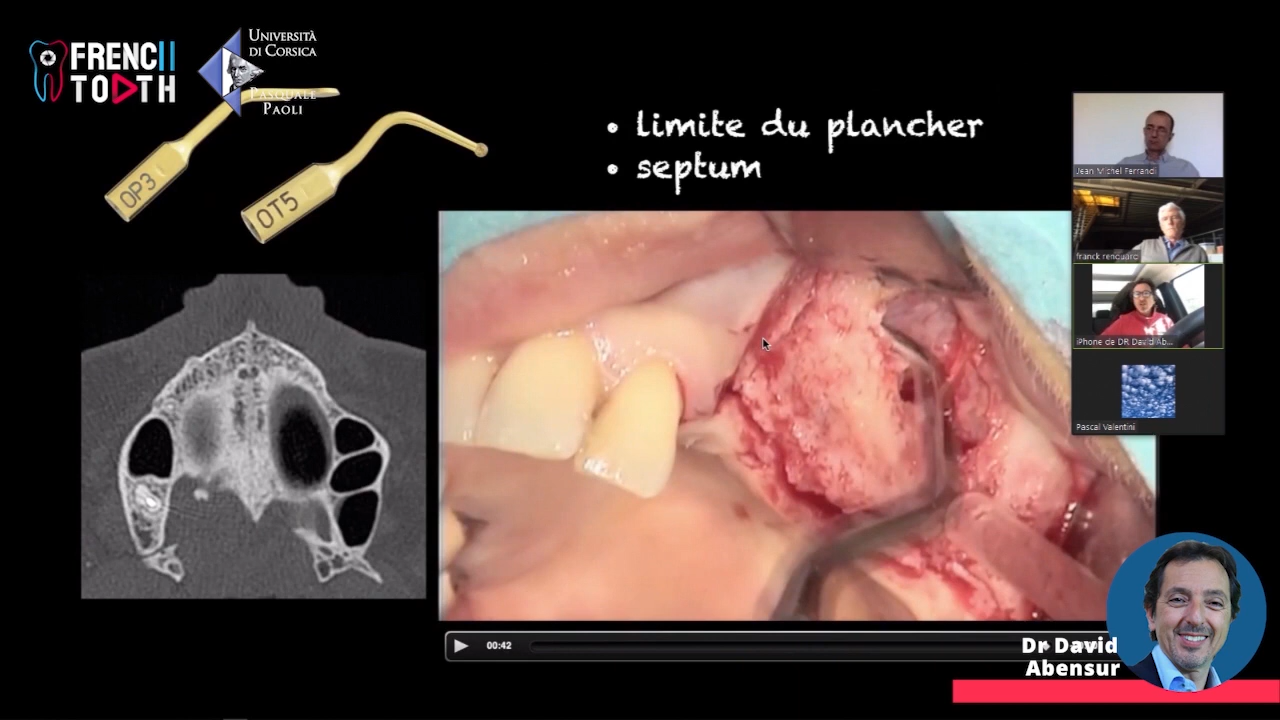 FRENCH
TOOTH
UNIVERSITÀ
DI CORSICA
PASQUALE
PAOLI
OP3
OT5
• limite du plancher
• septum
Jean Michel Ferrandi
franck renouard
iPhone de DR David Ab...
Pascal Valentini
00:42
Dr David
Abensur